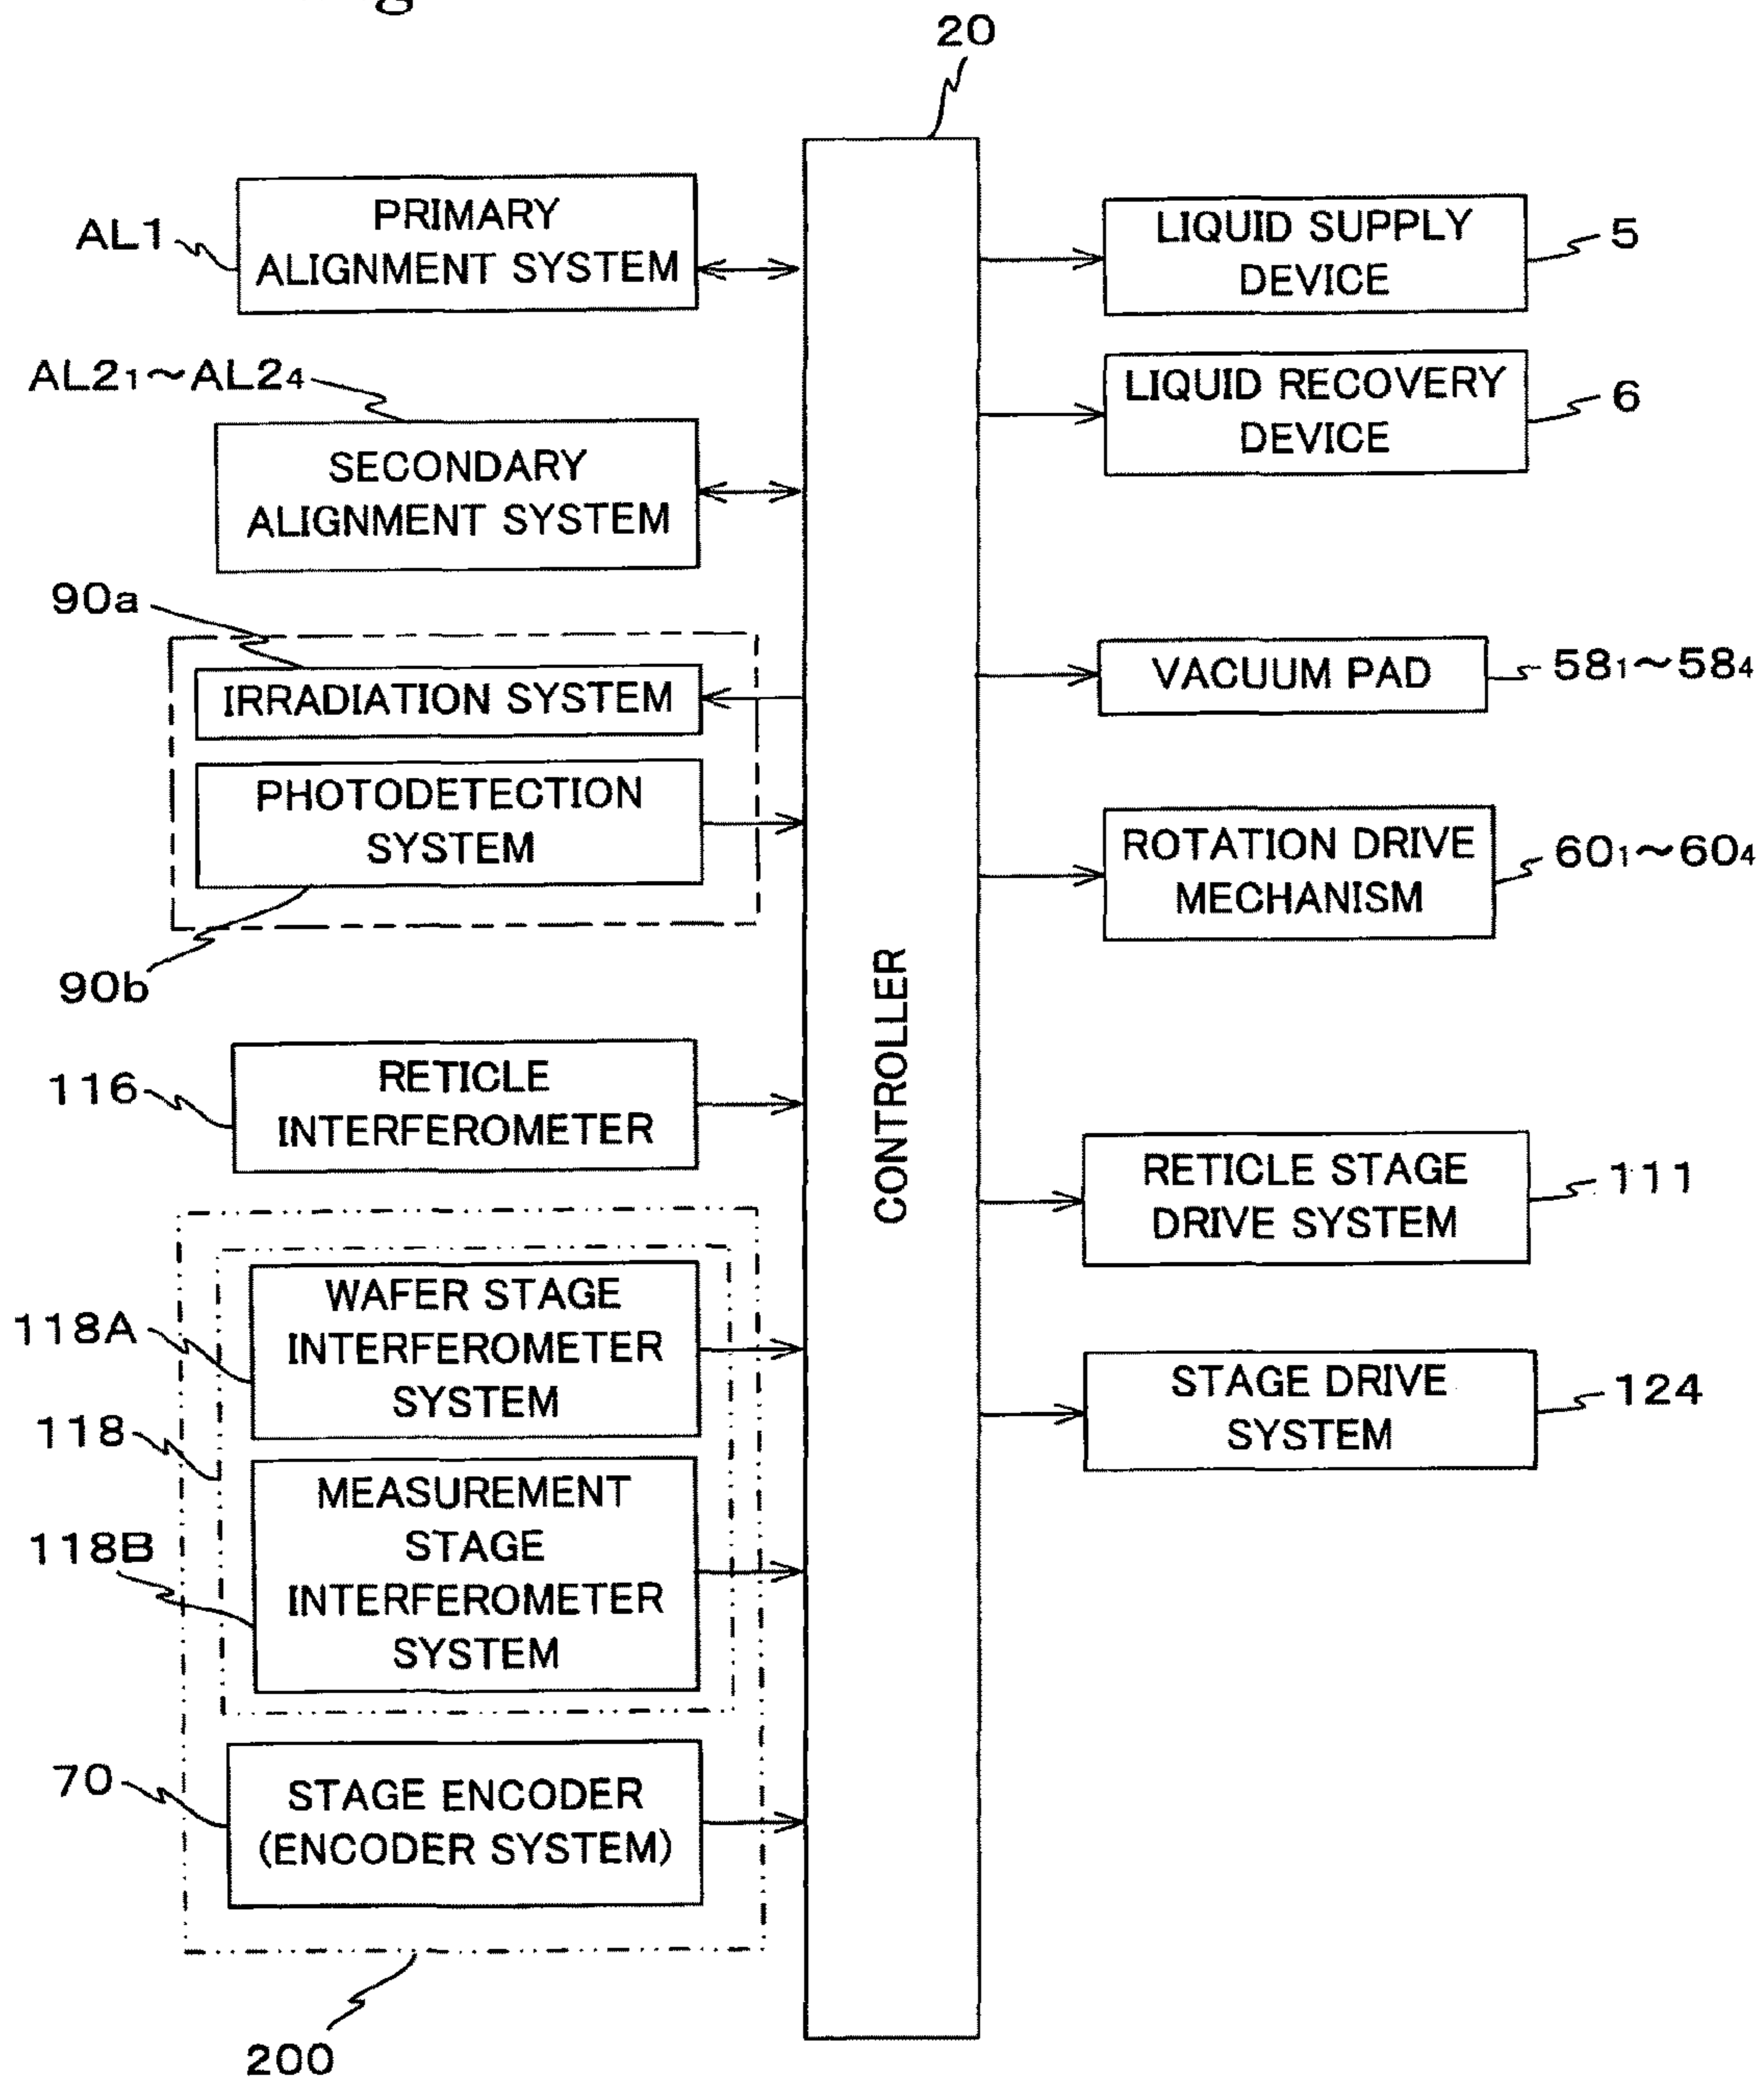 g
20
AL1
PRIMARY
ALIGNMENT SYSTEM
AL2₁~AL2₄
SECONDARY
ALIGNMENT SYSTEM
90a
IRRADIATION SYSTEM
PHOTODETECTION
SYSTEM
90b
116
RETICLE
INTERFEROMETER
118A
WAFER STAGE
INTERFEROMETER
SYSTEM
118
118B
MEASUREMENT
STAGE
INTERFEROMETER
SYSTEM
70
STAGE ENCODER
(ENCODER SYSTEM)
200
CONTROLLER
LIQUID SUPPLY
DEVICE
5
LIQUID RECOVERY
DEVICE
6
VACUUM PAD
58₁~58₄
ROTATION DRIVE
MECHANISM
60₁~60₄
RETICLE STAGE
DRIVE SYSTEM
111
STAGE DRIVE
SYSTEM
124